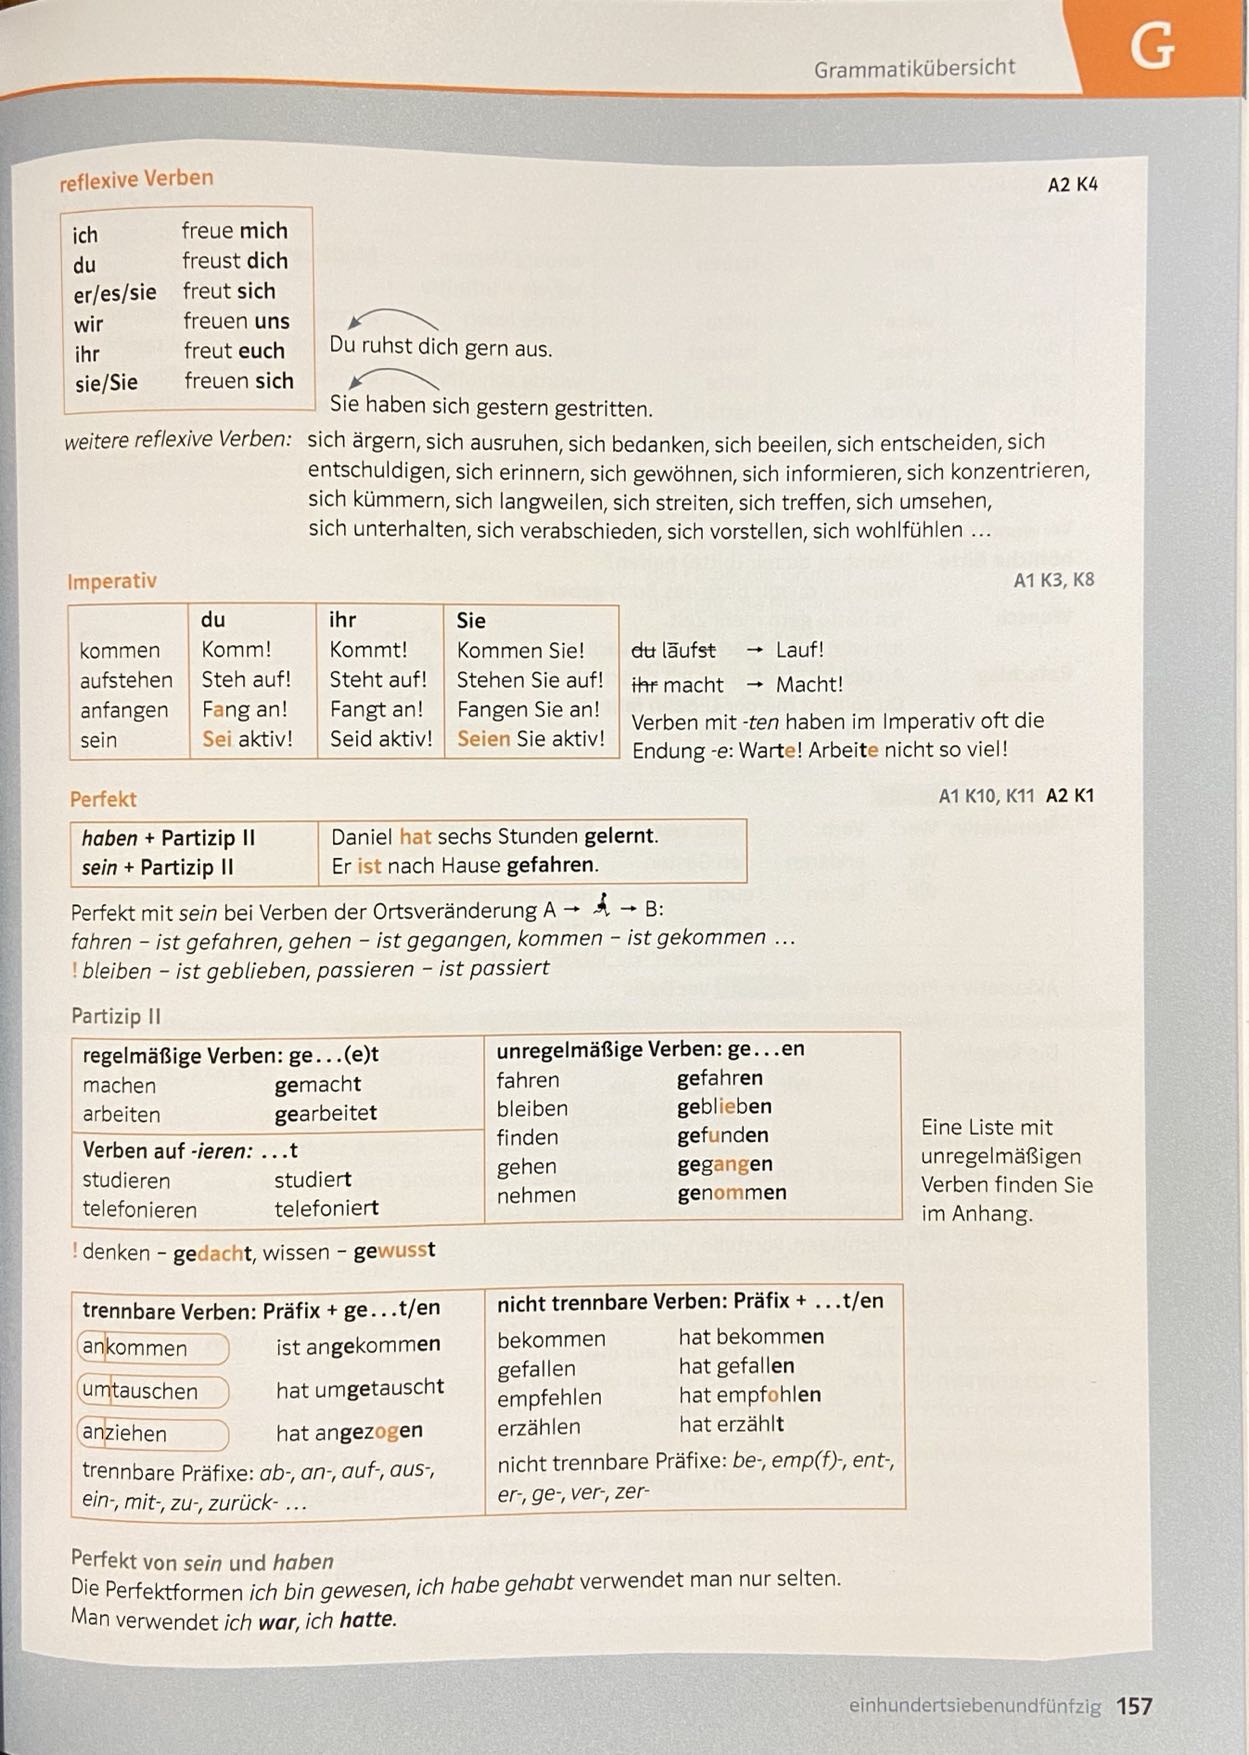 Grammatikübersicht
G
reflexive Verben
A2 K4
ich freue mich
du freust dich
er/es/sie freut sich
wir freuen uns
ihr freut euch
sie/Sie freuen sich
Du ruhst dich gern aus.
Sie haben sich gestern gestritten.
weitere reflexive Verben: sich ärgern, sich ausruhen, sich bedanken, sich beeilen, sich entscheiden, sich
entschuldigen, sich erinnern, sich gewöhnen, sich informieren, sich konzentrieren,
sich kümmern, sich langweilen, sich streiten, sich treffen, sich umsehen,
sich unterhalten, sich verabschieden, sich vorstellen, sich wohlfühlen ...
Imperativ
A1 K3, K8
du ihr Sie
kommen Komm! Kommt! Kommen Sie!
aufstehen Steh auf! Steht auf! Stehen Sie auf!
anfangen Fang an! Fangt an! Fangen Sie an!
sein Sei aktiv! Seid aktiv! Seien Sie aktiv!
du läufst → Lauf!
ihr macht → Macht!
Verben mit -ten haben im Imperativ oft die
Endung -e: Warte! Arbeite nicht so viel!
Perfekt
A1 K10, K11 A2 K1
haben + Partizip II Daniel hat sechs Stunden gelernt.
sein + Partizip II Er ist nach Hause gefahren.
Perfekt mit sein bei Verben der Ortsveränderung A → → B:
fahren – ist gefahren, gehen – ist gegangen, kommen – ist gekommen ...
! bleiben – ist geblieben, passieren – ist passiert
Partizip II
regelmäßige Verben: ge...(e)t
machen gemacht
arbeiten gearbeitet
Verben auf -ieren: ...t
studieren studiert
telefonieren telefoniert
unregelmäßige Verben: ge...en
fahren gefahren
bleiben geblieben
finden gefunden
gehen gegangen
nehmen genommen
Eine Liste mit
unregelmäßigen
Verben finden Sie
im Anhang.
! denken – gedacht, wissen – gewusst
trennbare Verben: Präfix + ge...t/en
ankommen ist angekommen
umtauschen hat umgetauscht
anziehen hat angezogen
trennbare Präfixe: ab-, an-, auf-, aus-,
ein-, mit-, zu-, zurück- ...
nicht trennbare Verben: Präfix + ...t/en
bekommen hat bekommen
gefallen hat gefallen
empfehlen hat empfohlen
erzählen hat erzählt
nicht trennbare Präfixe: be-, emp(f)-, ent-,
er-, ge-, ver-, zer-
Perfekt von sein und haben
Die Perfektformen ich bin gewesen, ich habe gehabt verwendet man nur selten.
Man verwendet ich war, ich hatte.
einhundertsiebenundfünfzig 157